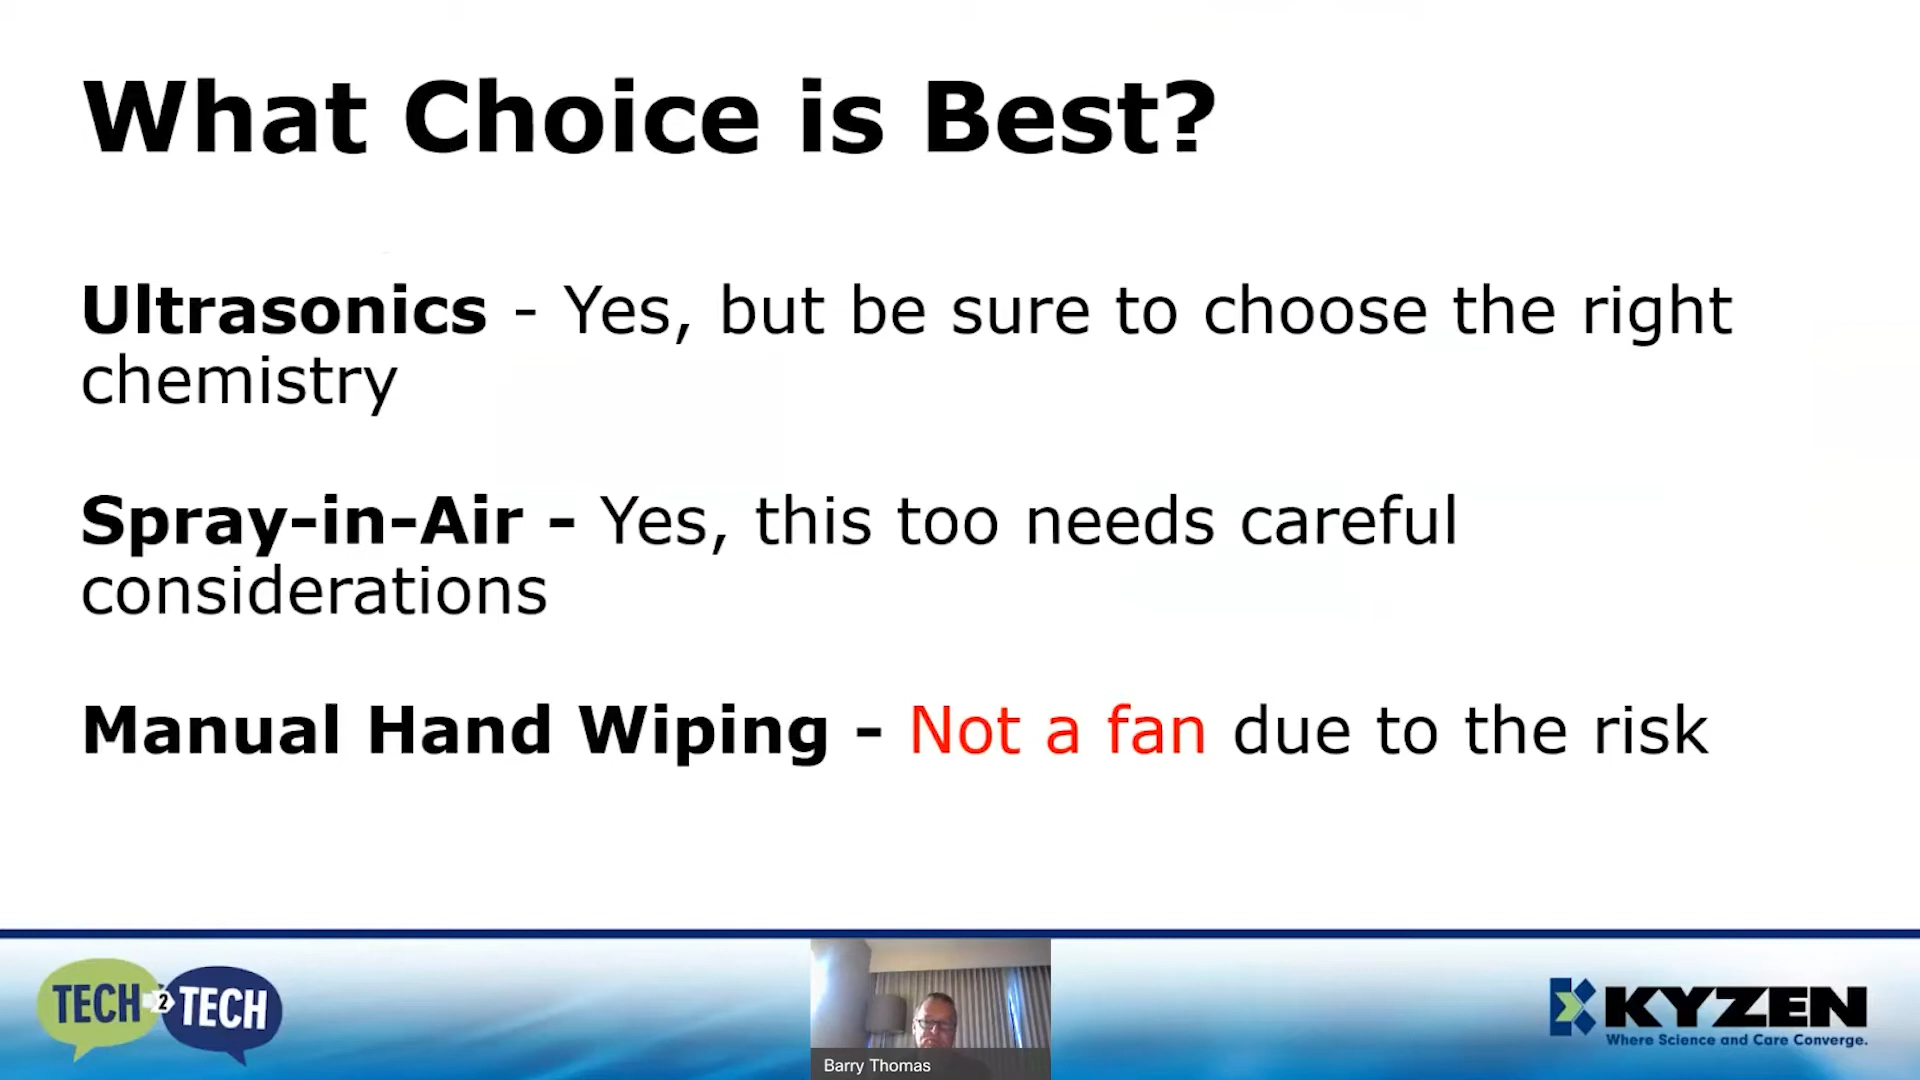 What Choice is Best?
Ultrasonics - Yes, but be sure to choose the right
chemistry
Spray-in-Air - Yes, this too needs careful
considerations
Manual Hand Wiping - Not a fan due to the risk
TECH 2 TECH
Barry Thomas
KYZEN
Where Science and Care Converge.